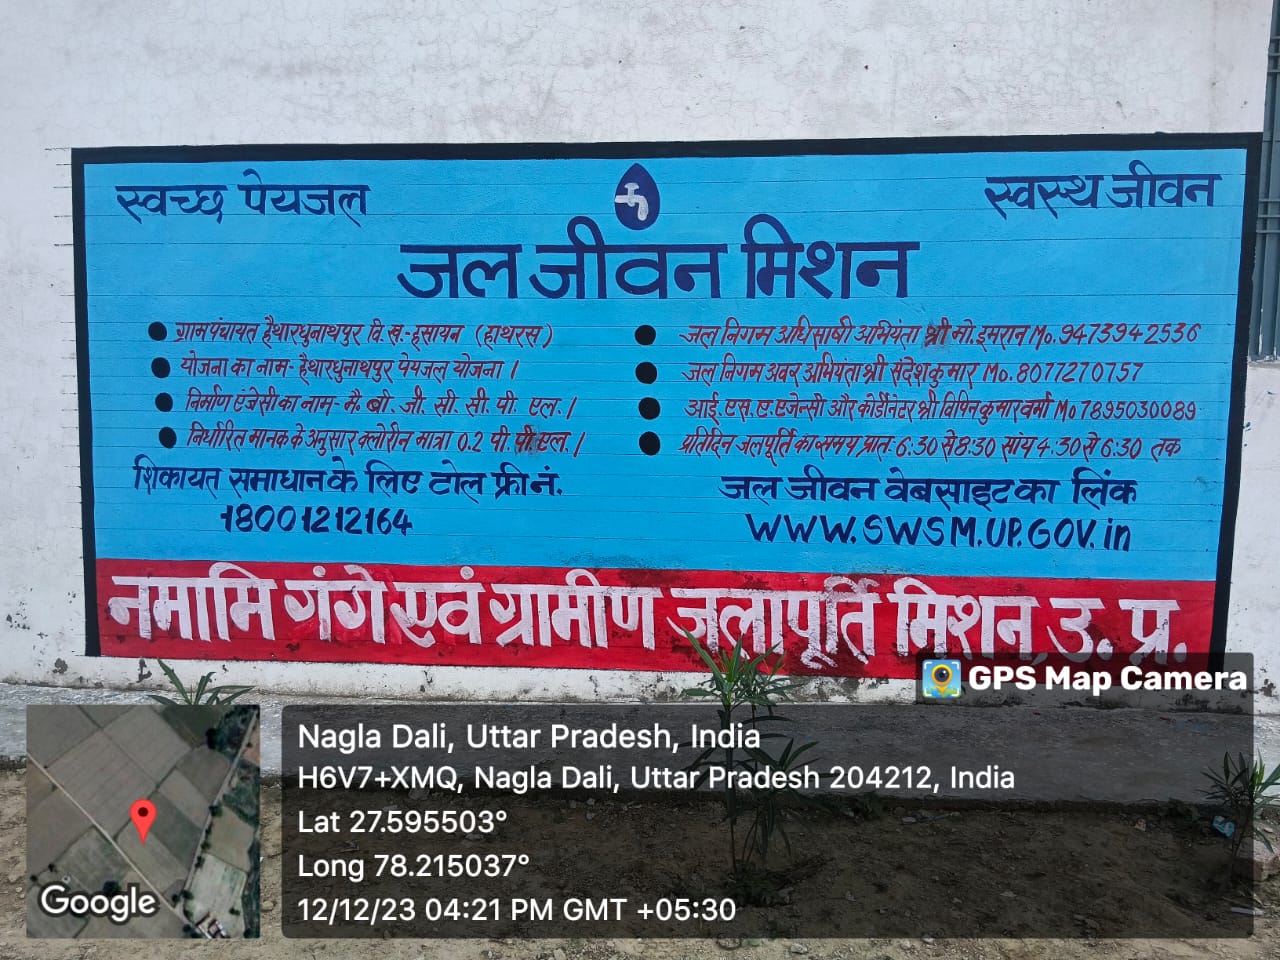 स्वच्छ पेयजल
स्वस्थ जीवन
जल जीवन मिशन
ग्राम पंचायत हैथारघुनाथपुर वि.ख.-हसायन (हाथरस)
योजना का नाम- हैथारघुनाथपुर पेयजल योजना।
निर्माण एंजेसी का नाम- मै. बी. जी. सी. सी. पी. एल.।
निर्धारित मानक के अनुसार क्लोरीन मात्रा 0.2 पी. पी. एल.।
शिकायत समाधान के लिए टोल फ्री नं.
18001212164
जल निगम अधिसाषी अभियंता श्री मो. इमरान Mo. 9473942536
जल निगम अवर अभियंता श्री संदेश कुमार Mo. 8077270757
आई. एस. ए. एजेन्सी और कोर्डीनेटर श्री विपिन कुमार वर्मा Mo 7895030089
प्रतिदिन जलपूर्ति का समय प्रात- 6:30 से 8:30 सांय 4:30 से 6:30 तक
जल जीवन वेबसाइट का लिंक
WWW.SWSM.UP.GOV.in
नमामि गंगे एवं ग्रामीण जलापूर्ति मिशन, उ. प्र.
GPS Map Camera
Nagla Dali, Uttar Pradesh, India
H6V7+XMQ, Nagla Dali, Uttar Pradesh 204212, India
Lat 27.595503°
Long 78.215037°
12/12/23 04:21 PM GMT +05:30
Google